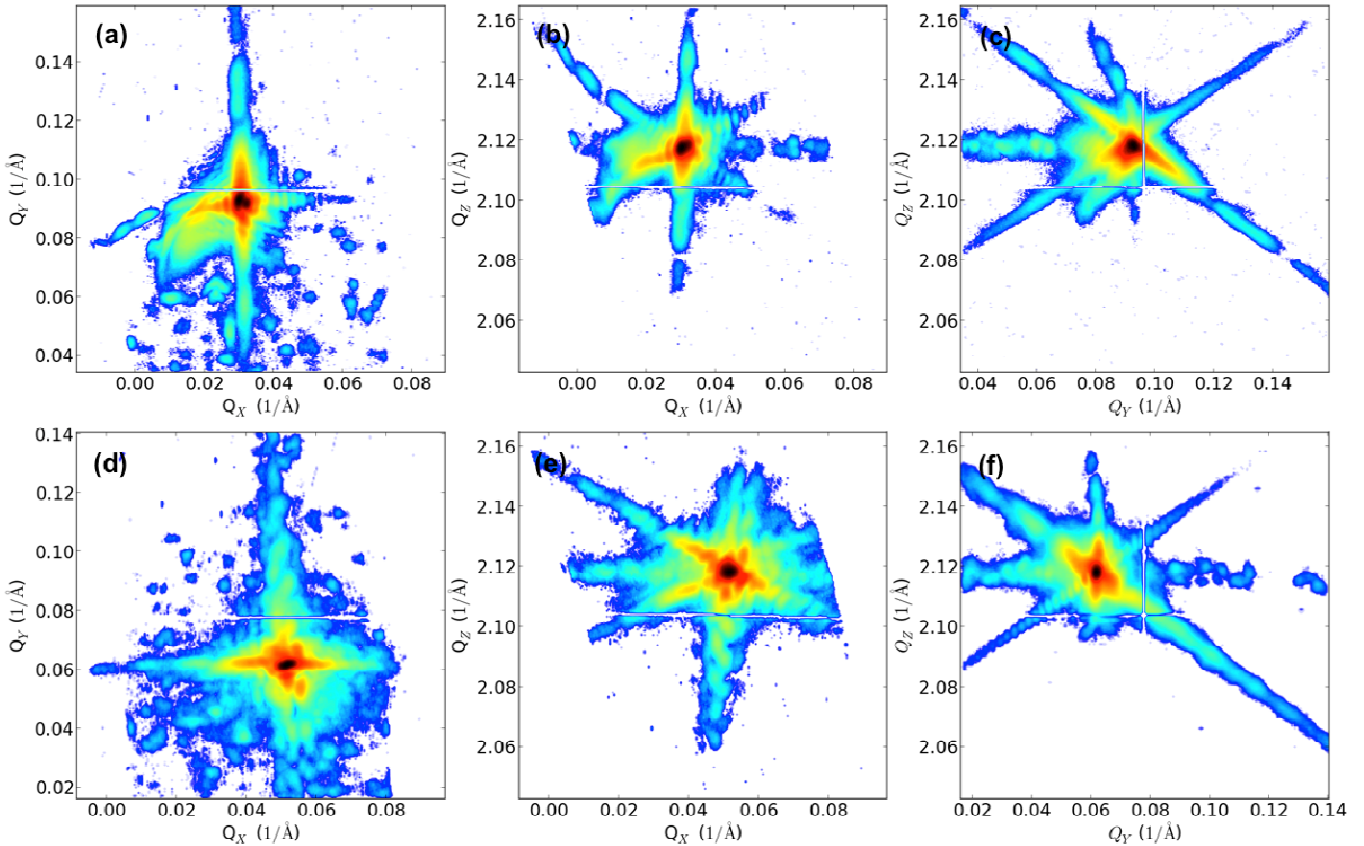 (a) (b) (c)
0.14
0.12
0.10
0.08
0.06
0.04
Q_Y (1/Å)
0.00 0.02 0.04 0.06 0.08
Q_X (1/Å)
2.16
2.14
2.12
2.10
2.08
2.06
Q_Z (1/Å)
0.00 0.02 0.04 0.06 0.08
Q_X (1/Å)
2.16
2.14
2.12
2.10
2.08
2.06
Q_Z (1/Å)
0.04 0.06 0.08 0.10 0.12 0.14
Q_Y (1/Å)
(d) (e) (f)
0.14
0.12
0.10
0.08
0.06
0.04
0.02
Q_Y (1/Å)
0.00 0.02 0.04 0.06 0.08
Q_X (1/Å)
2.16
2.14
2.12
2.10
2.08
2.06
Q_Z (1/Å)
0.00 0.02 0.04 0.06 0.08
Q_X (1/Å)
2.16
2.14
2.12
2.10
2.08
2.06
Q_Z (1/Å)
0.02 0.04 0.06 0.08 0.10 0.12 0.14
Q_Y (1/Å)